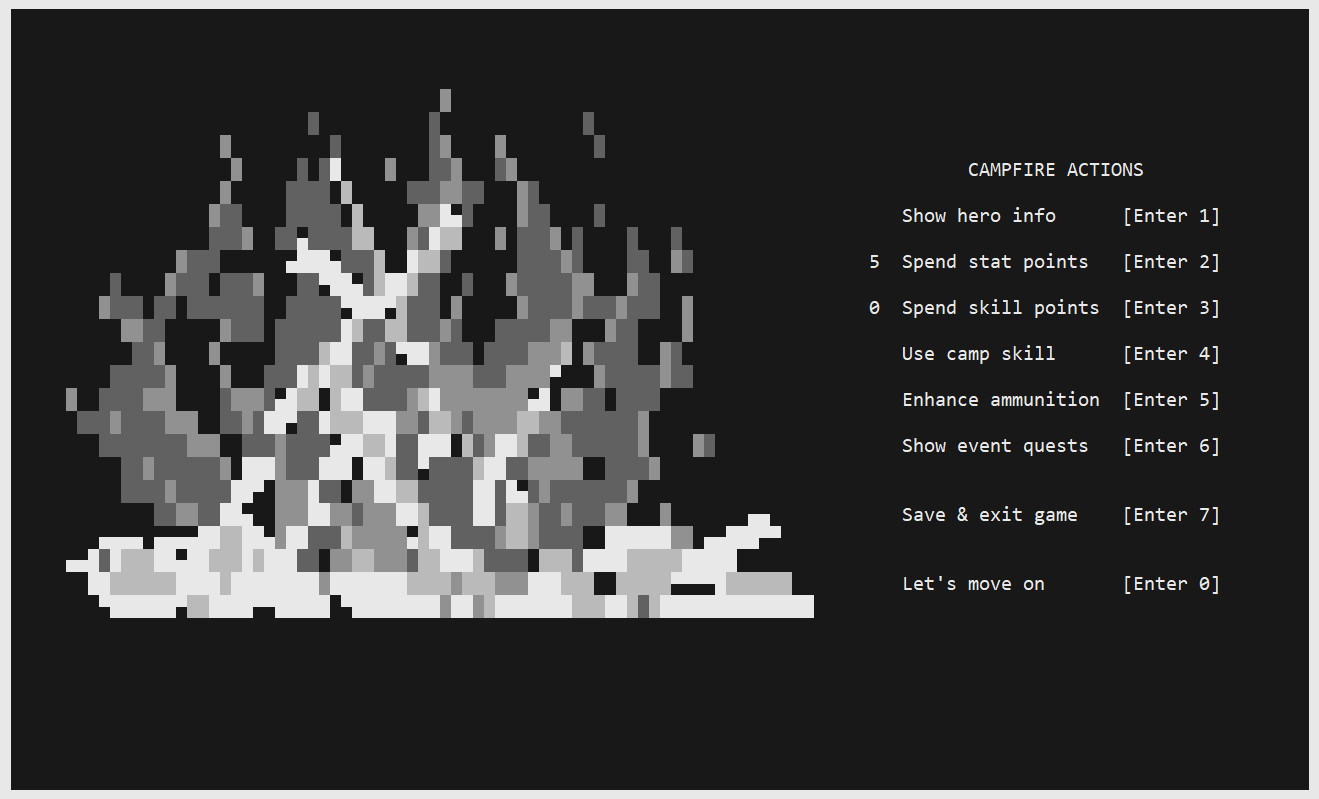 CAMPFIRE ACTIONS
Show hero info [Enter 1]
5 Spend stat points [Enter 2]
0 Spend skill points [Enter 3]
Use camp skill [Enter 4]
Enhance ammunition [Enter 5]
Show event quests [Enter 6]
Save & exit game [Enter 7]
Let's move on [Enter 0]